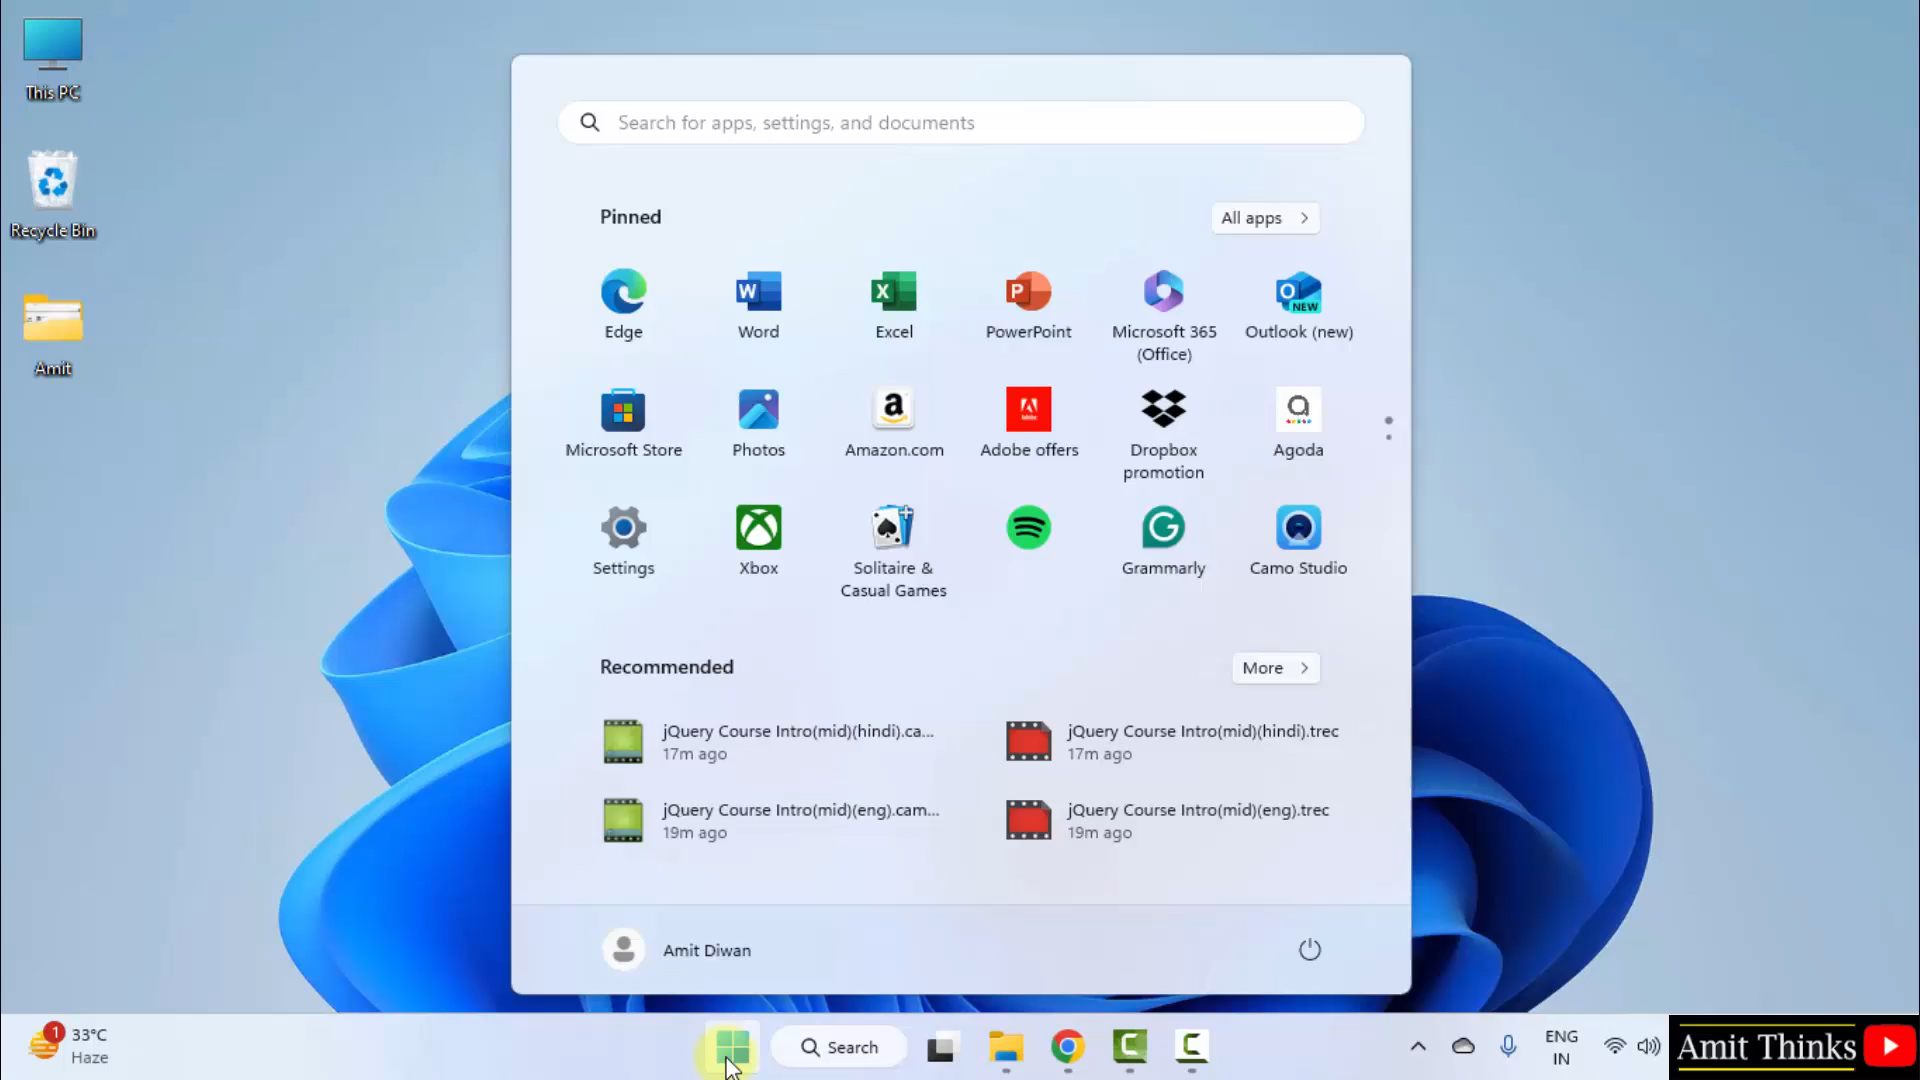 This PC
Recycle Bin
Amit
Search for apps, settings, and documents
Pinned
All apps
Edge
Word
Excel
PowerPoint
Microsoft 365
(Office)
Outlook (new)
Microsoft Store
Photos
Amazon.com
Adobe offers
Dropbox
promotion
Agoda
Settings
Xbox
Solitaire &
Casual Games
Grammarly
Camo Studio
Recommended
More
jQuery Course Intro(mid)(hindi).ca...
17m ago
jQuery Course Intro(mid)(hindi).trec
17m ago
jQuery Course Intro(mid)(eng).cam...
19m ago
jQuery Course Intro(mid)(eng).trec
19m ago
Amit Diwan
1
33°C
Haze
Search
ENG
IN
Amit Thinks